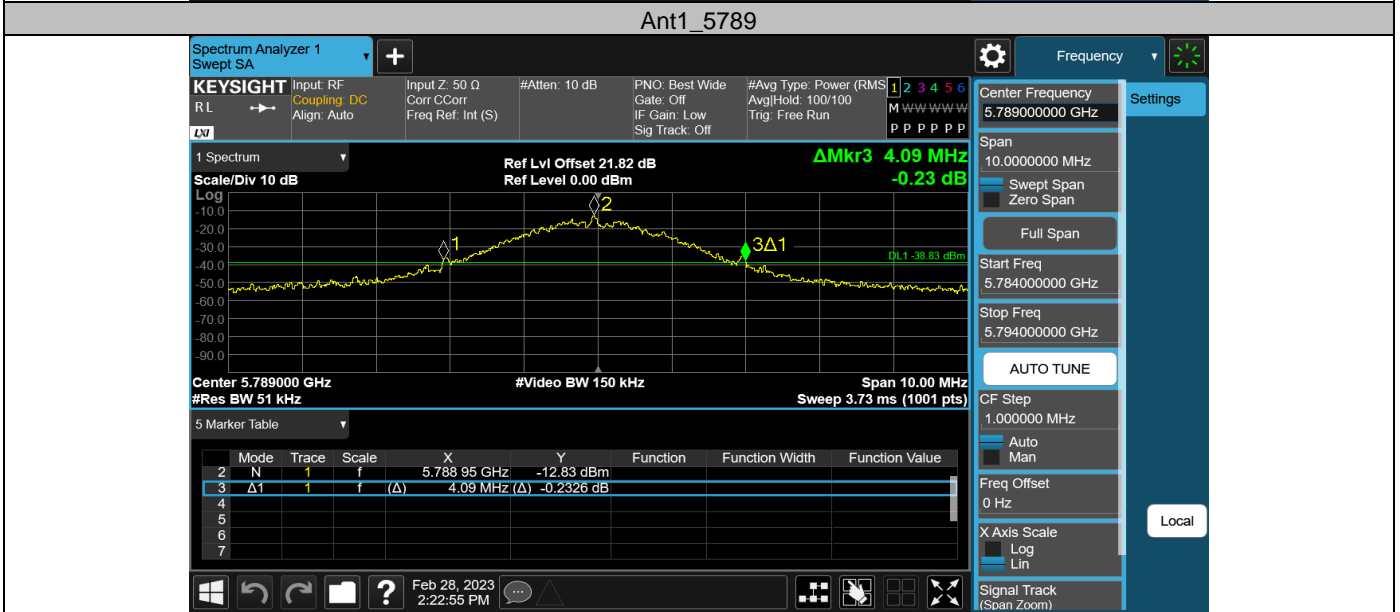 Ant1_5789
Spectrum Analyzer 1
Swept SA
+
Frequency
KEYSIGHT
R L
LXI
Input: RF
Coupling: DC
Align: Auto
Input Z: 50 Ω
Corr CCorr
Freq Ref: Int (S)
#Atten: 10 dB
PNO: Best Wide
Gate: Off
IF Gain: Low
Sig Track: Off
#Avg Type: Power (RMS
Avg|Hold: 100/100
Trig: Free Run
1 2 3 4 5 6
M W W W W W
P P P P P P
1 Spectrum
Scale/Div 10 dB
Ref Lvl Offset 21.82 dB
Ref Level 0.00 dBm
ΔMkr3 4.09 MHz
-0.23 dB
Log
-10.0
-20.0
-30.0
-40.0
-50.0
-60.0
-70.0
-80.0
-90.0
2
1
3Δ1
DL1 -38.83 dBm
Center 5.789000 GHz
#Video BW 150 kHz
Span 10.00 MHz
#Res BW 51 kHz
Sweep 3.73 ms (1001 pts)
5 Marker Table
Mode Trace Scale X Y Function Function Width Function Value
2 N 1 f 5.788 95 GHz -12.83 dBm
3 Δ1 1 f (Δ) 4.09 MHz (Δ) -0.2326 dB
4
5
6
7
Center Frequency
5.789000000 GHz
Settings
Span
10.0000000 MHz
Swept Span
Zero Span
Full Span
Start Freq
5.784000000 GHz
Stop Freq
5.794000000 GHz
AUTO TUNE
CF Step
1.000000 MHz
Auto
Man
Freq Offset
0 Hz
X Axis Scale
Log
Lin
Signal Track
(Span Zoom)
Local
?
Feb 28, 2023
2:22:55 PM